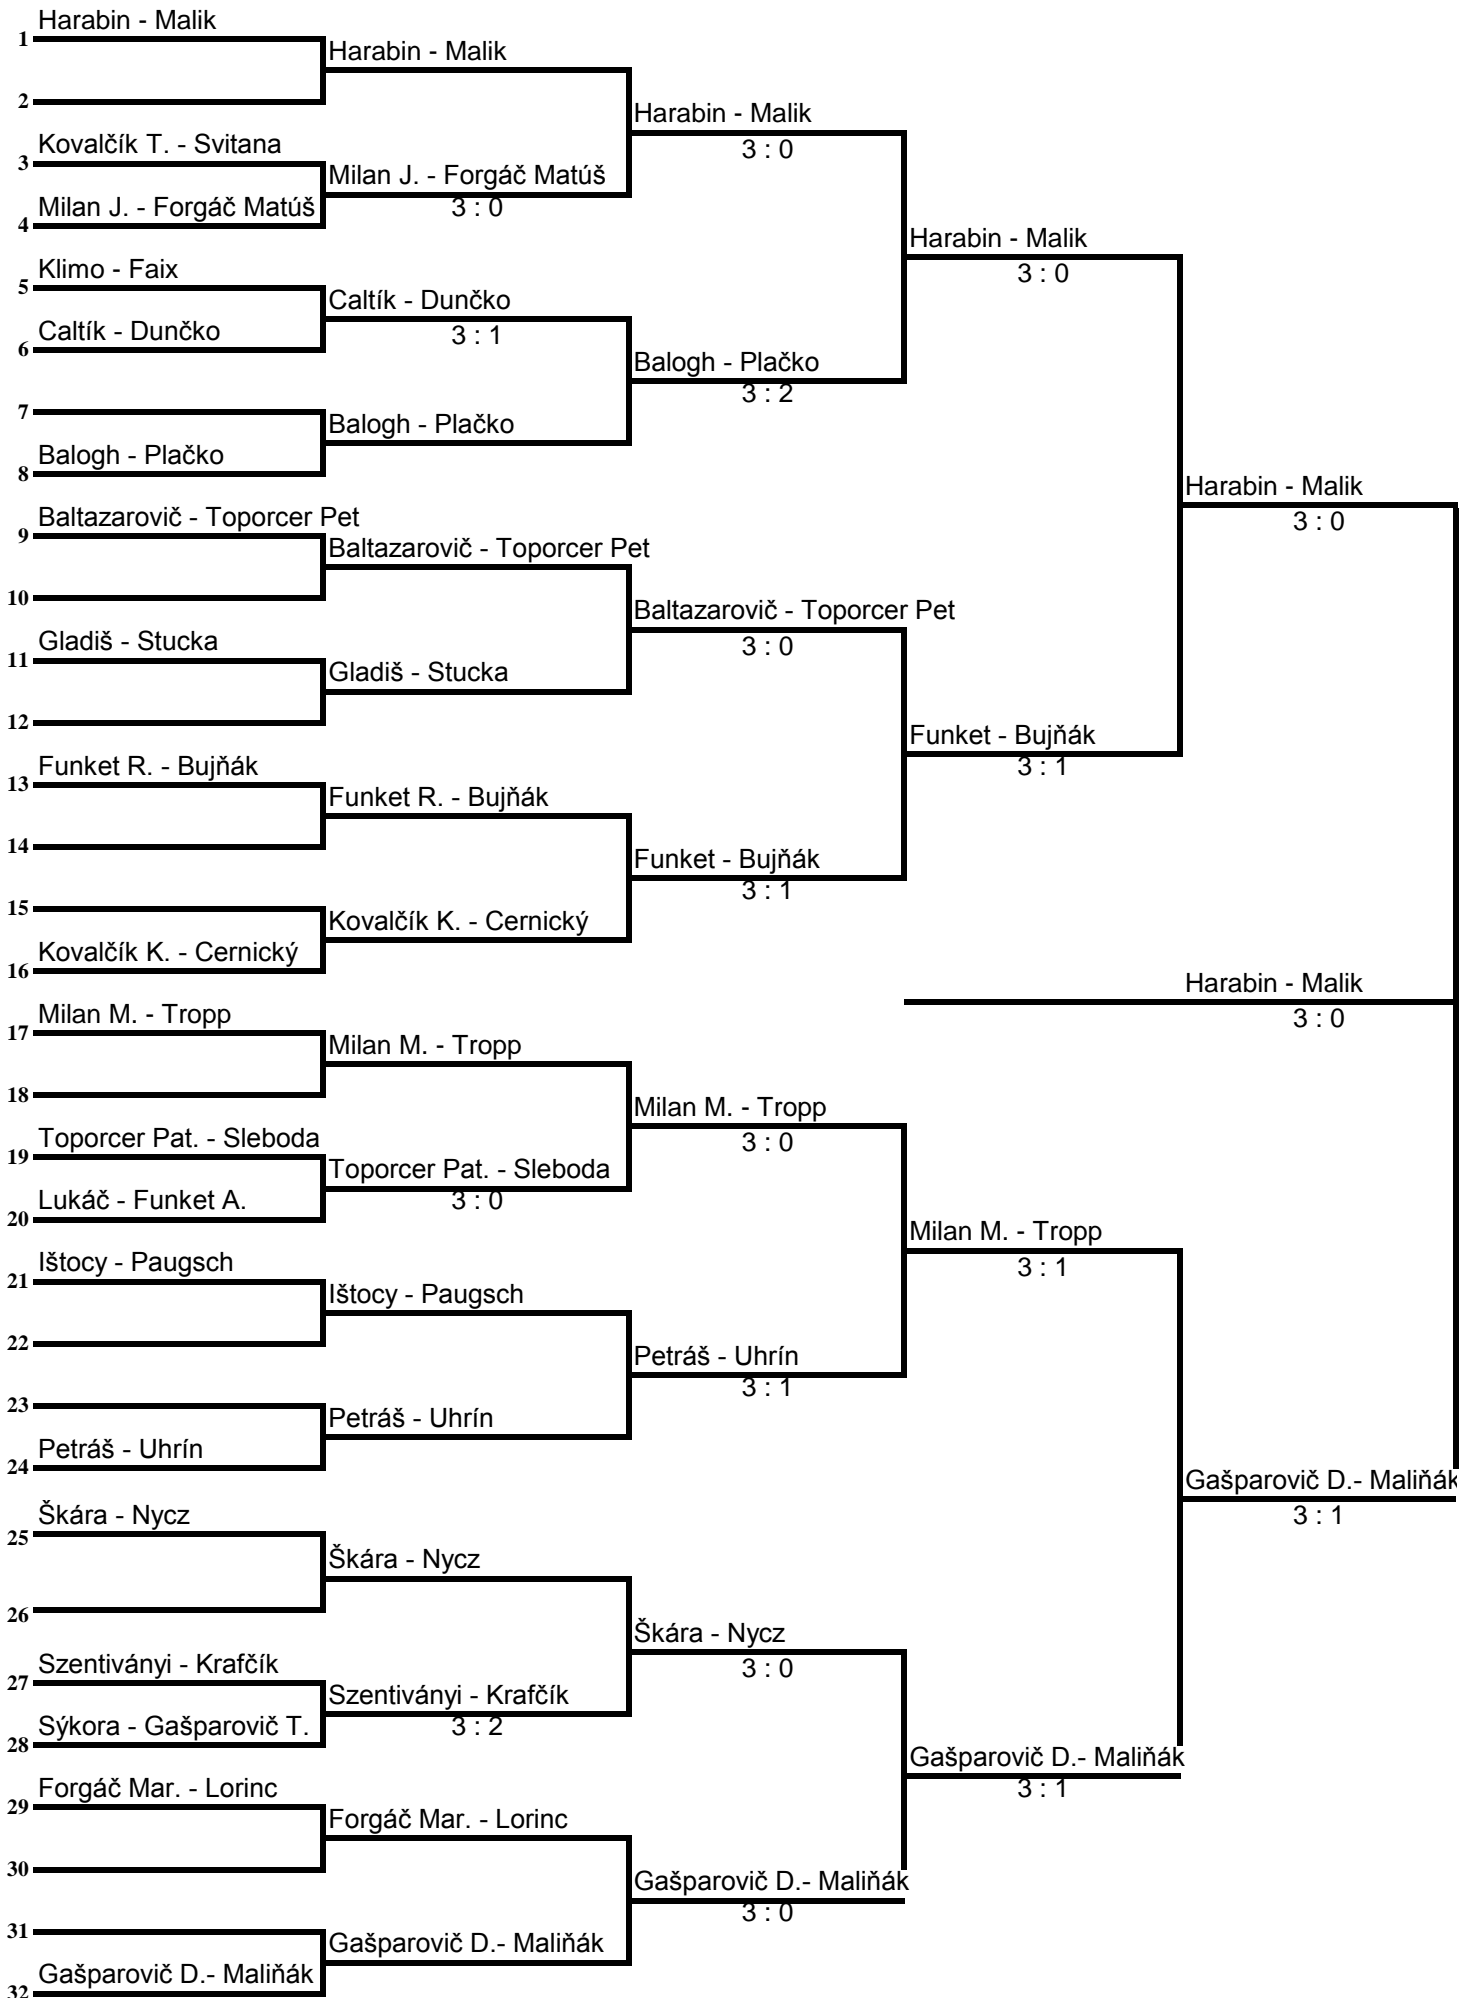 Harabin - Malik
1
Harabin - Malik
2
Harabin - Malik
3 : 0
Kovalčík T. - Svitana
3
Milan J. - Forgáč Matúš
3 : 0
Milan J. - Forgáč Matúš
4
Harabin - Malik
3 : 0
Klimo - Faix
5
Caltík - Dunčko
3 : 1
Caltík - Dunčko
6
Balogh - Plačko
3 : 2
7
Balogh - Plačko
Balogh - Plačko
8
Harabin - Malik
3 : 0
Baltazarovič - Toporcer Pet
9
Baltazarovič - Toporcer Pet
10
Baltazarovič - Toporcer Pet
3 : 0
Gladiš - Stucka
11
Gladiš - Stucka
12
Funket - Bujňák
3 : 1
Funket R. - Bujňák
13
Funket R. - Bujňák
14
Funket - Bujňák
3 : 1
15
Kovalčík K. - Cernický
Kovalčík K. - Cernický
16
Harabin - Malik
3 : 0
Milan M. - Tropp
17
Milan M. - Tropp
18
Milan M. - Tropp
3 : 0
Toporcer Pat. - Sleboda
19
Toporcer Pat. - Sleboda
3 : 0
Lukáč - Funket A.
20
Milan M. - Tropp
3 : 1
Ištocy - Paugsch
21
Ištocy - Paugsch
22
Petráš - Uhrín
3 : 1
23
Petráš - Uhrín
Petráš - Uhrín
24
Gašparovič D.- Maliňák
3 : 1
Škára - Nycz
25
Škára - Nycz
26
Škára - Nycz
3 : 0
Szentiványi - Krafčík
27
Szentiványi - Krafčík
3 : 2
Sýkora - Gašparovič T.
28
Gašparovič D.- Maliňák
3 : 1
Forgáč Mar. - Lorinc
29
Forgáč Mar. - Lorinc
30
Gašparovič D.- Maliňák
3 : 0
31
Gašparovič D.- Maliňák
Gašparovič D.- Maliňák
32